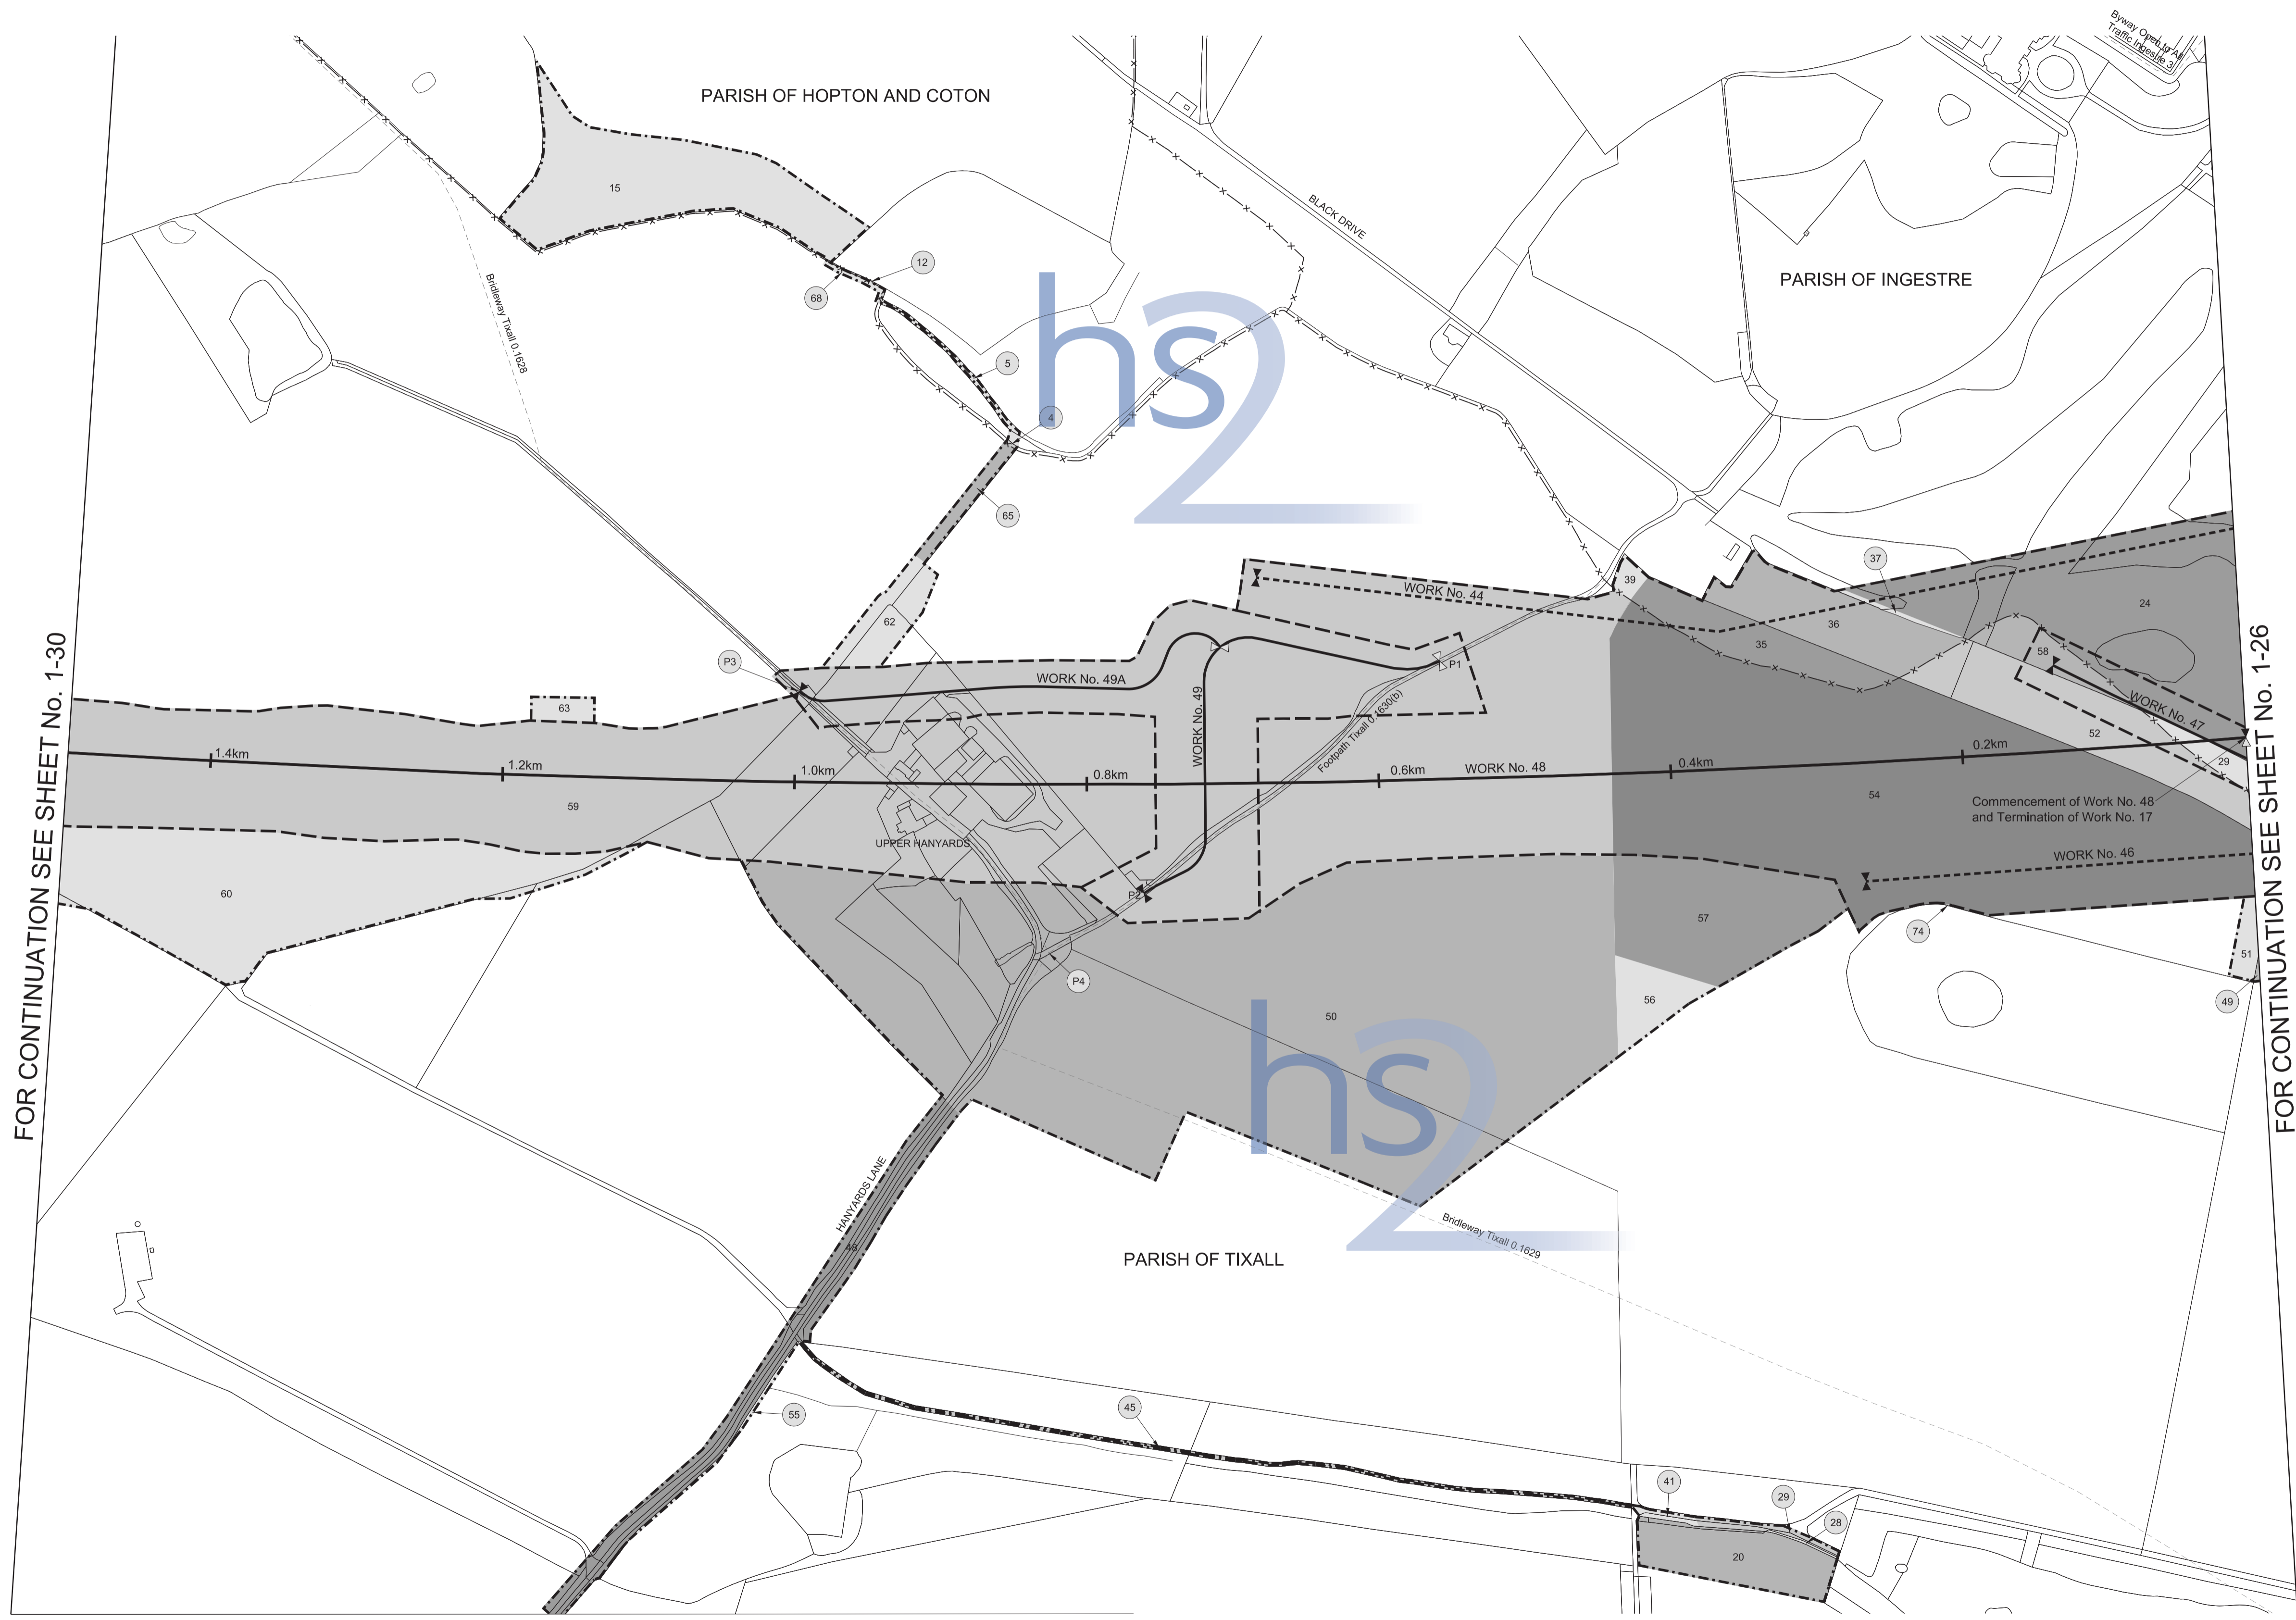 Byway Open to All
Traffic Ingestre 3
PARISH OF HOPTON AND COTON
15
BLACK DRIVE
12
68
Bridleway Tixall 0.1628
PARISH OF INGESTRE
hs2
5
4
65
37
39
WORK No. 44
24
62
36
35
58
P3
P1
WORK No. 49A
WORK No. 49
Footpath Tixall 0.1630(b)
WORK No. 47
63
52
29
1.4km
1.2km
1.0km
0.8km
0.6km
WORK No. 48
0.4km
0.2km
59
54
Commencement of Work No. 48
and Termination of Work No. 17
UPPER HANYARDS
WORK No. 46
60
P2
57
74
51
P4
56
49
50
hs2
FOR CONTINUATION SEE SHEET No. 1-30
FOR CONTINUATION SEE SHEET No. 1-26
HANYARDS LANE
48
Bridleway Tixall 0.1629
PARISH OF TIXALL
55
45
41
29
28
20